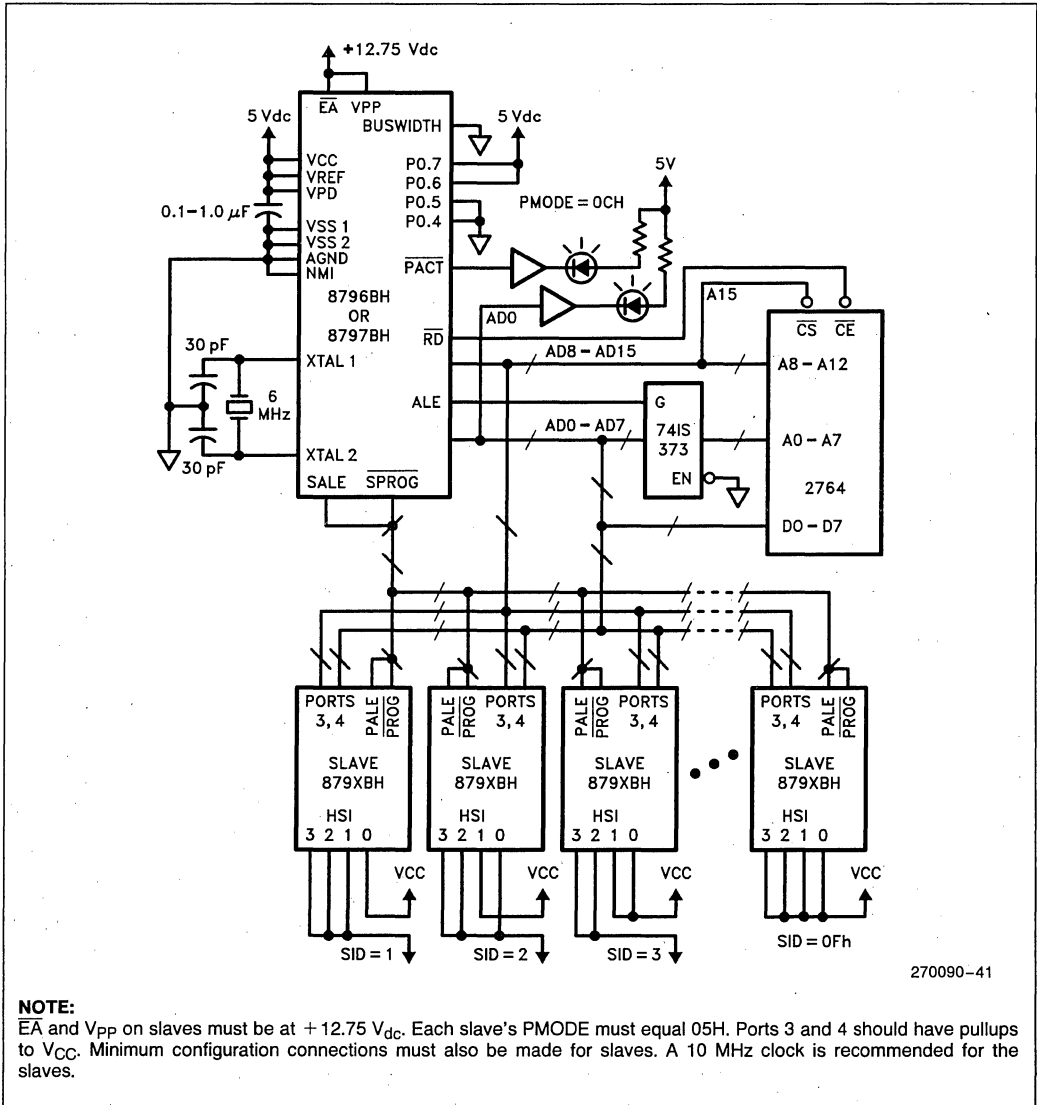 +12.75 Vdc
EA VPP
BUSWIDTH
5 Vdc
5 Vdc
VCC
VREF
VPD
0.1–1.0 μF
VSS 1
VSS 2
AGND
NMI
8796BH
OR
8797BH
P0.7
P0.6
P0.5
P0.4
PMODE = 0CH
5V
PACT
AD0
A15
RD
CS CE
AD8 – AD15
A8 – A12
30 pF
XTAL 1
6
MHz
ALE
G
AD0 – AD7
74lS
373
A0 – A7
30 pF
XTAL 2
EN
2764
SALE SPROG
D0 – D7
PORTS
3, 4
PALE
PROG
SLAVE
879XBH
HSI
3 2 1 0
VCC
SID = 1
PALE
PROG
PORTS
3, 4
SLAVE
879XBH
HSI
3 2 1 0
VCC
SID = 2
PALE
PROG
PORTS
3, 4
SLAVE
879XBH
HSI
3 2 1 0
VCC
SID = 3
PORTS
3, 4
PALE
PROG
SLAVE
879XBH
HSI
3 2 1 0
VCC
SID = 0Fh
270090–41
NOTE:
EA and VPP on slaves must be at +12.75 Vdc. Each slave's PMODE must equal 05H. Ports 3 and 4 should have pullups
to VCC. Minimum configuration connections must also be made for slaves. A 10 MHz clock is recommended for the
slaves.